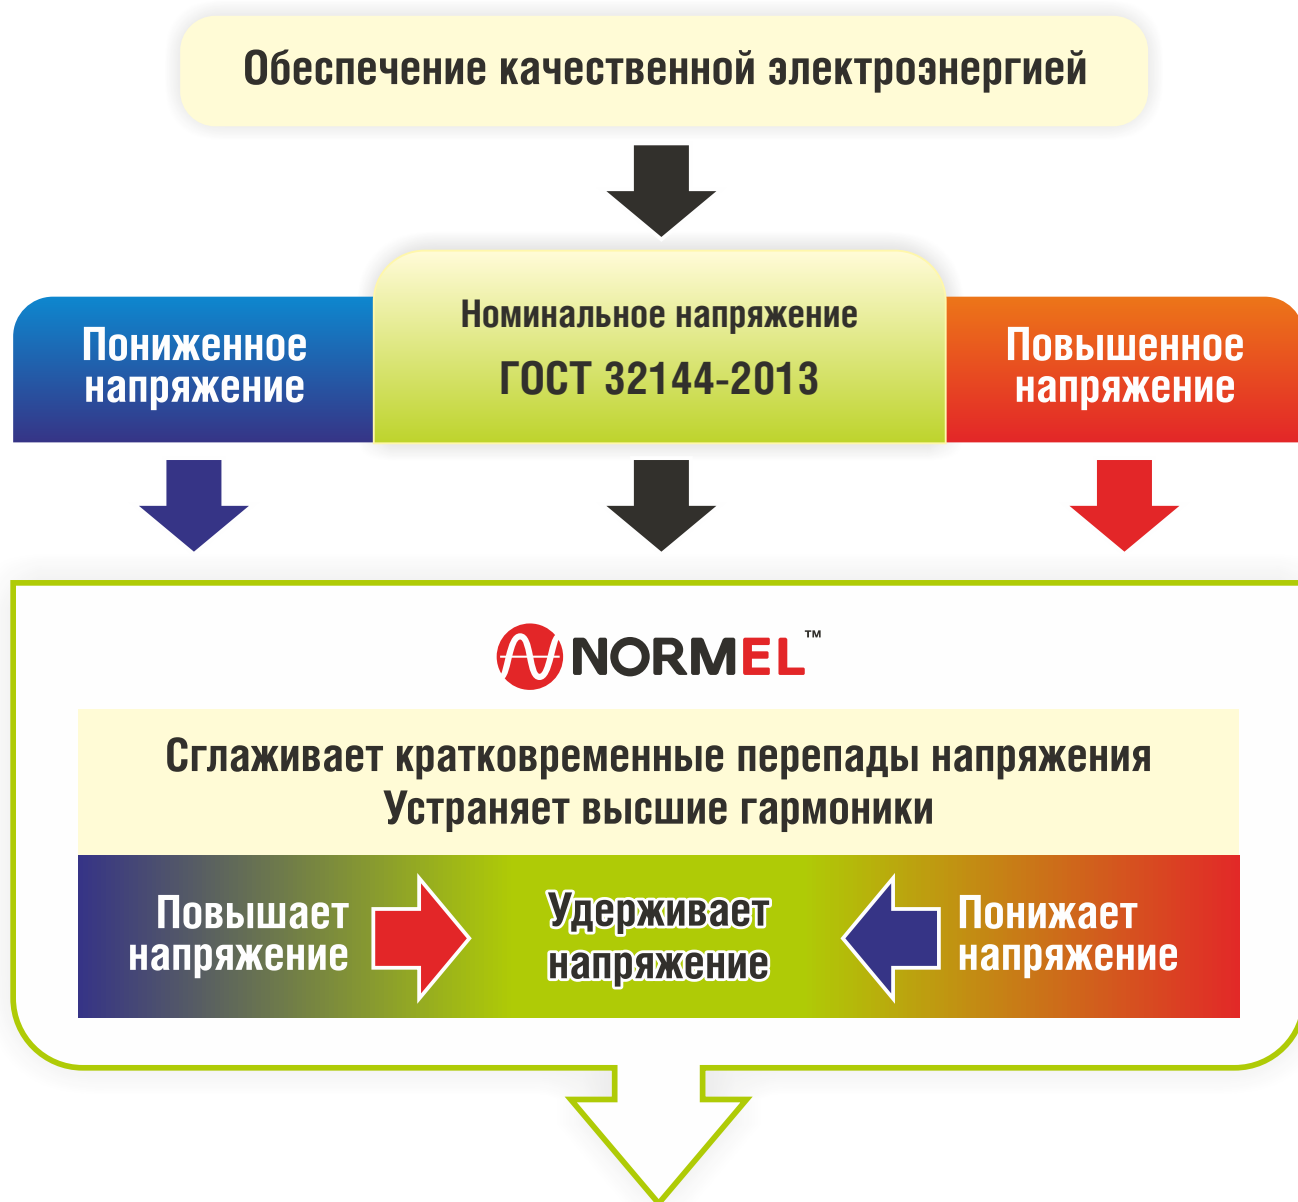 Обеспечение качественной электроэнергией
Номинальное напряжение
ГОСТ 32144-2013
Пониженное
напряжение
Повышенное
напряжение
NORMEL™
Сглаживает кратковременные перепады напряжения
Устраняет высшие гармоники
Повышает
напряжение
Удерживает
напряжение
Понижает
напряжение